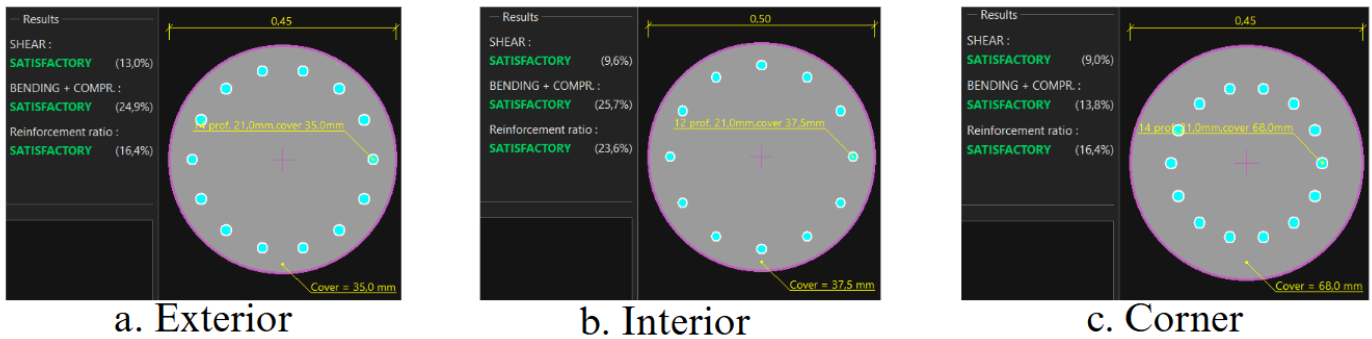 Results
0,45
SHEAR :
SATISFACTORY (13,0%)
BENDING + COMPR. :
SATISFACTORY (24,9%)
Reinforcement ratio :
SATISFACTORY (16,4%)
14 prof. 21,0mm,cover 35,0mm
Cover = 35,0 mm
a. Exterior
Results
0,50
SHEAR :
SATISFACTORY (9,6%)
BENDING + COMPR. :
SATISFACTORY (25,7%)
Reinforcement ratio :
SATISFACTORY (23,6%)
12 prof. 21,0mm,cover 37,5mm
Cover = 37,5 mm
b. Interior
Results
0,45
SHEAR :
SATISFACTORY (9,0%)
BENDING + COMPR. :
SATISFACTORY (13,8%)
Reinforcement ratio :
SATISFACTORY (16,4%)
14 prof. 21,0mm,cover 68,0mm
Cover = 68,0 mm
c. Corner